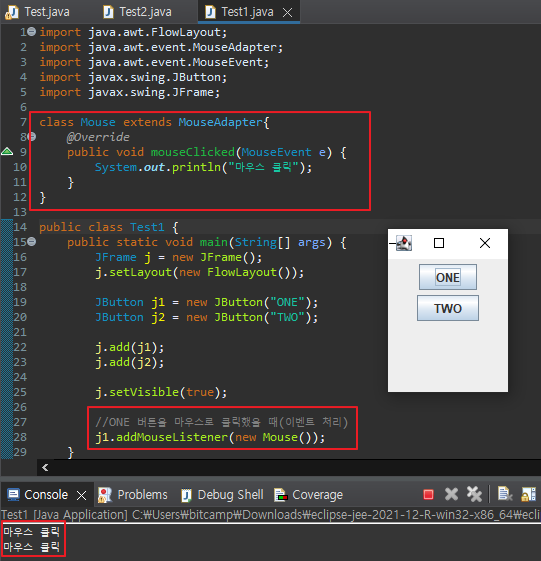 Test.java
Test2.java
Test1.java
1 import java.awt.FlowLayout;
2 import java.awt.event.MouseAdapter;
3 import java.awt.event.MouseEvent;
4 import javax.swing.JButton;
5 import javax.swing.JFrame;
6
7 class Mouse extends MouseAdapter{
8 @Override
9 public void mouseClicked(MouseEvent e) {
10 System.out.println("마우스 클릭");
11 }
12 }
13
14 public class Test1 {
15 public static void main(String[] args) {
16 JFrame j = new JFrame();
17 j.setLayout(new FlowLayout());
18
19 JButton j1 = new JButton("ONE");
20 JButton j2 = new JButton("TWO");
21
22 j.add(j1);
23 j.add(j2);
24
25 j.setVisible(true);
26
27 //ONE 버튼을 마우스로 클릭했을 때(이벤트 처리)
28 j1.addMouseListener(new Mouse());
29 }
ONE
TWO
Console
Problems
Debug Shell
Coverage
Test1 [Java Application] C:₩Users₩bitcamp₩Downloads₩eclipse-jee-2021-12-R-win32-x86_64₩ecli
마우스 클릭
마우스 클릭